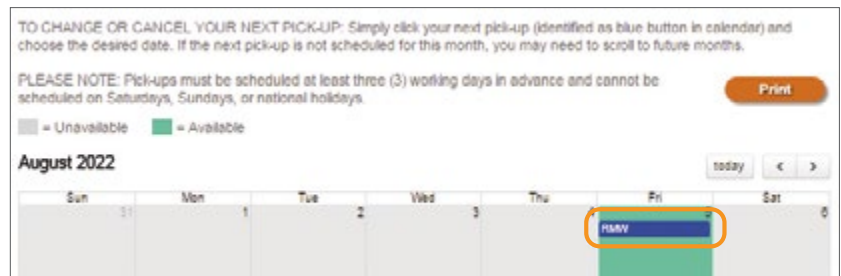 TO CHANGE OR CANCEL YOUR NEXT PICK-UP: Simply click your next pick-up (identified as blue button in calendar) and
choose the desired date. If the next pick-up is not scheduled for this month, you may need to scroll to future months.
PLEASE NOTE: Pick-ups must be scheduled at least three (3) working days in advance and cannot be
scheduled on Saturdays, Sundays, or national holidays.
Print
= Unavailable = Available
August 2022
today < >
Sun Mon Tue Wed Thu Fri Sat
31 1 2 3 4 5 6
RMW